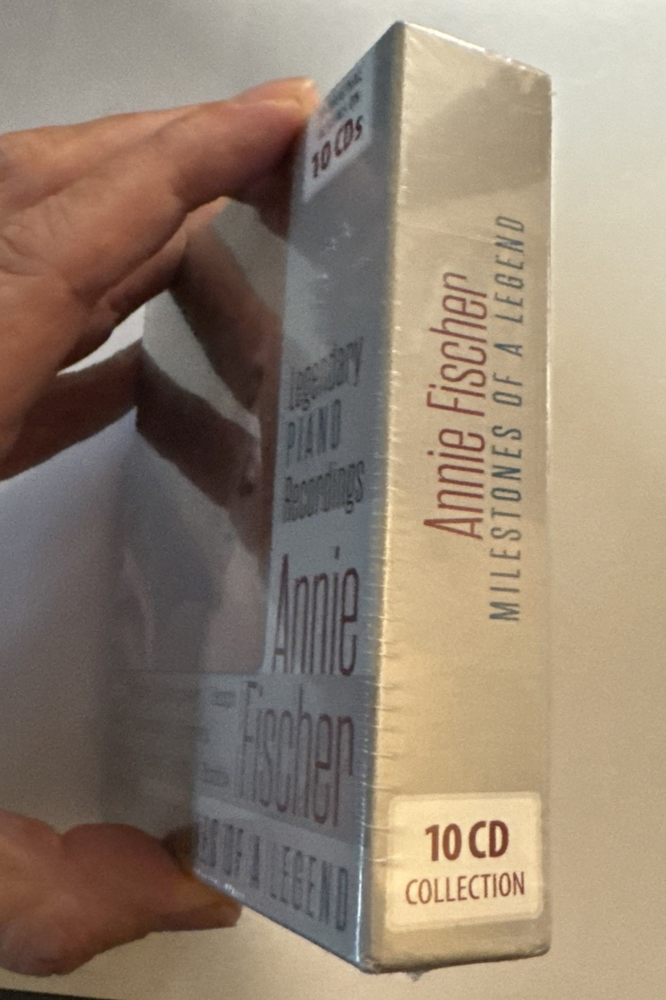 10 CDs
Legendary
PIANO
Recordings
Annie
Fischer
OF A LEGEND
Annie Fischer
MILESTONES OF A LEGEND
10 CD
COLLECTION